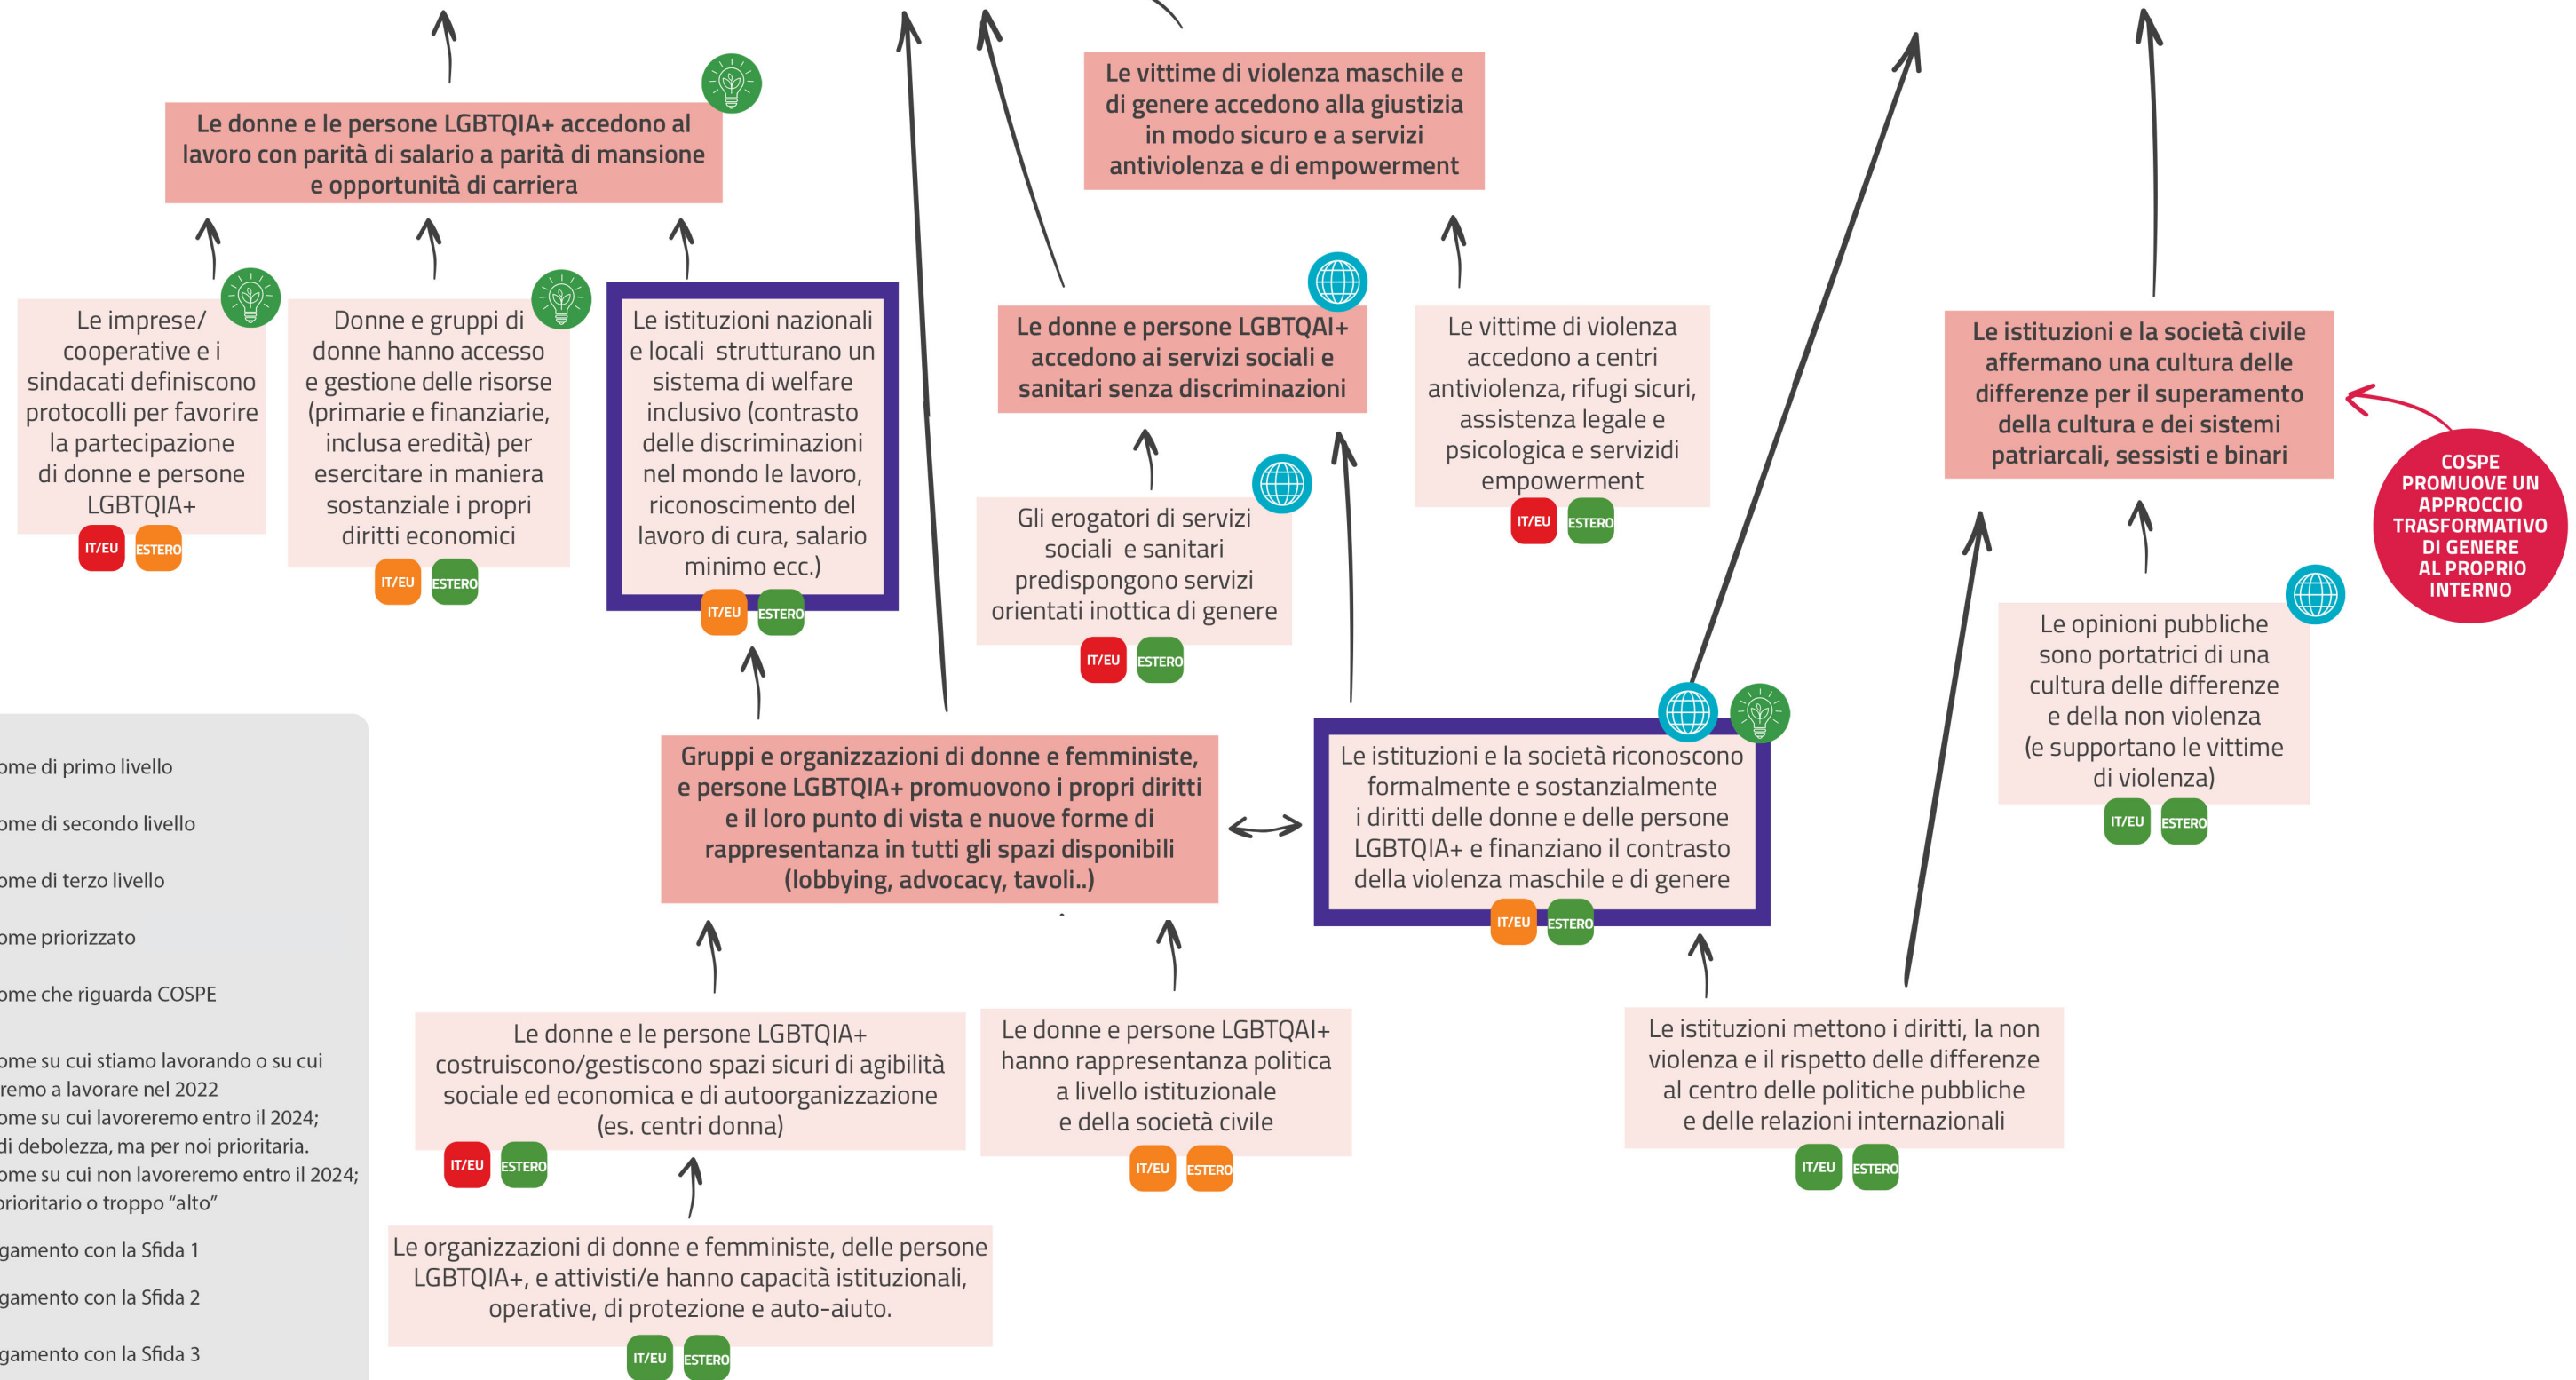 Le donne e le persone LGBTQIA+ accedono al
lavoro con parità di salario a parità di mansione
e opportunità di carriera
Le vittime di violenza maschile e
di genere accedono alla giustizia
in modo sicuro e a servizi
antiviolenza e di empowerment
Le imprese/
cooperative e i
sindacati definiscono
protocolli per favorire
la partecipazione
di donne e persone
LGBTQIA+
IT/EU
ESTERO
Donne e gruppi di
donne hanno accesso
e gestione delle risorse
(primarie e finanziarie,
inclusa eredità) per
esercitare in maniera
sostanziale i propri
diritti economici
IT/EU
ESTERO
Le istituzioni nazionali
e locali strutturano un
sistema di welfare
inclusivo (contrasto
delle discriminazioni
nel mondo le lavoro,
riconoscimento del
lavoro di cura, salario
minimo ecc.)
IT/EU
ESTERO
Le donne e persone LGBTQAI+
accedono ai servizi sociali e
sanitari senza discriminazioni
Gli erogatori di servizi
sociali e sanitari
predispongono servizi
orientati inottica di genere
IT/EU
ESTERO
Le vittime di violenza
accedono a centri
antiviolenza, rifugi sicuri,
assistenza legale e
psicologica e servizidi
empowerment
IT/EU
ESTERO
Le istituzioni e la società civile
affermano una cultura delle
differenze per il superamento
della cultura e dei sistemi
patriarcali, sessisti e binari
COSPE
PROMUOVE UN
APPROCCIO
TRASFORMATIVO
DI GENERE
AL PROPRIO
INTERNO
Le opinioni pubbliche
sono portatrici di una
cultura delle differenze
e della non violenza
(e supportano le vittime
di violenza)
IT/EU
ESTERO
Gruppi e organizzazioni di donne e femministe,
e persone LGBTQIA+ promuovono i propri diritti
e il loro punto di vista e nuove forme di
rappresentanza in tutti gli spazi disponibili
(lobbying, advocacy, tavoli..)
Le istituzioni e la società riconoscono
formalmente e sostanzialmente
i diritti delle donne e delle persone
LGBTQIA+ e finanziano il contrasto
della violenza maschile e di genere
IT/EU
ESTERO
Le donne e le persone LGBTQIA+
costruiscono/gestiscono spazi sicuri di agibilità
sociale ed economica e di autoorganizzazione
(es. centri donna)
IT/EU
ESTERO
Le donne e persone LGBTQAI+
hanno rappresentanza politica
a livello istituzionale
e della società civile
IT/EU
ESTERO
Le istituzioni mettono i diritti, la non
violenza e il rispetto delle differenze
al centro delle politiche pubbliche
e delle relazioni internazionali
IT/EU
ESTERO
Le organizzazioni di donne e femministe, delle persone
LGBTQIA+, e attivisti/e hanno capacità istituzionali,
operative, di protezione e auto-aiuto.
IT/EU
ESTERO
ome di primo livello
ome di secondo livello
ome di terzo livello
ome priorizzato
ome che riguarda COSPE
ome su cui stiamo lavorando o su cui
remo a lavorare nel 2022
ome su cui lavoreremo entro il 2024;
di debolezza, ma per noi prioritaria.
ome su cui non lavoreremo entro il 2024;
prioritario o troppo “alto”
gamento con la Sfida 1
gamento con la Sfida 2
gamento con la Sfida 3